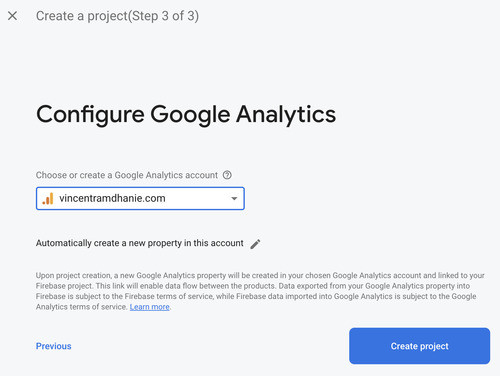 Create a project(Step 3 of 3)
Configure Google Analytics
Choose or create a Google Analytics account
vincentramdhanie.com
Automatically create a new property in this account
Upon project creation, a new Google Analytics property will be created in your chosen Google Analytics account and linked to your
Firebase project. This link will enable data flow between the products. Data exported from your Google Analytics property into
Firebase is subject to the Firebase terms of service, while Firebase data imported into Google Analytics is subject to the Google
Analytics terms of service. Learn more.
Previous
Create project